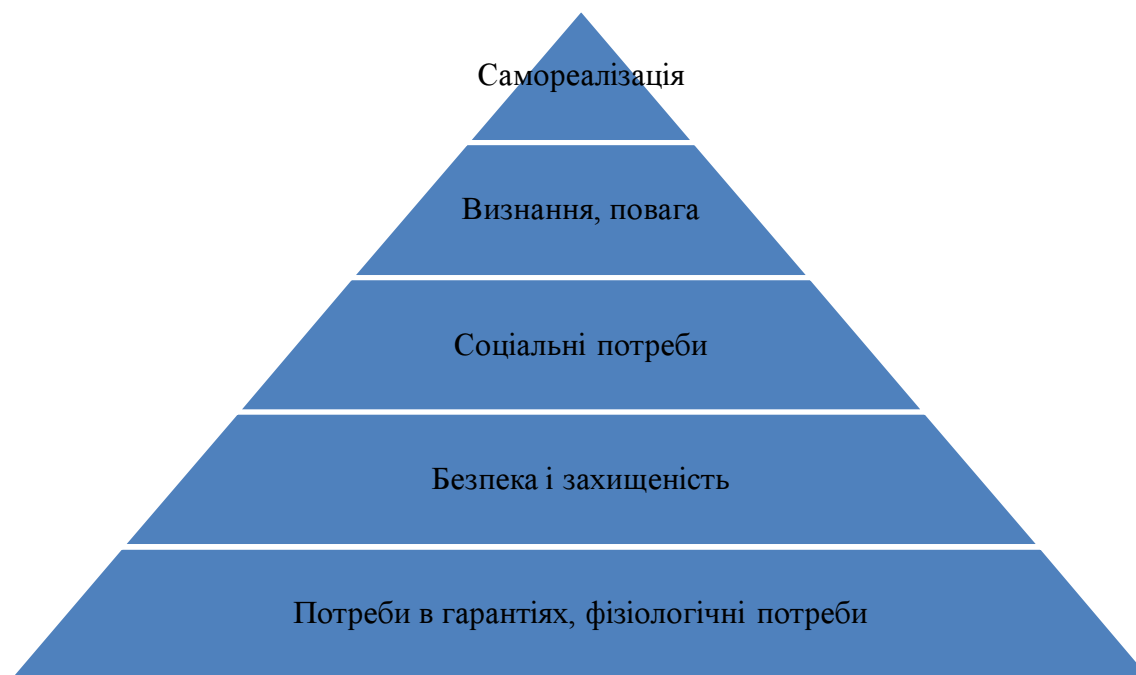 Самореалізація
Визнання, повага
Соціальні потреби
Безпека і захищеність
Потреби в гарантіях, фізіологічні потреби